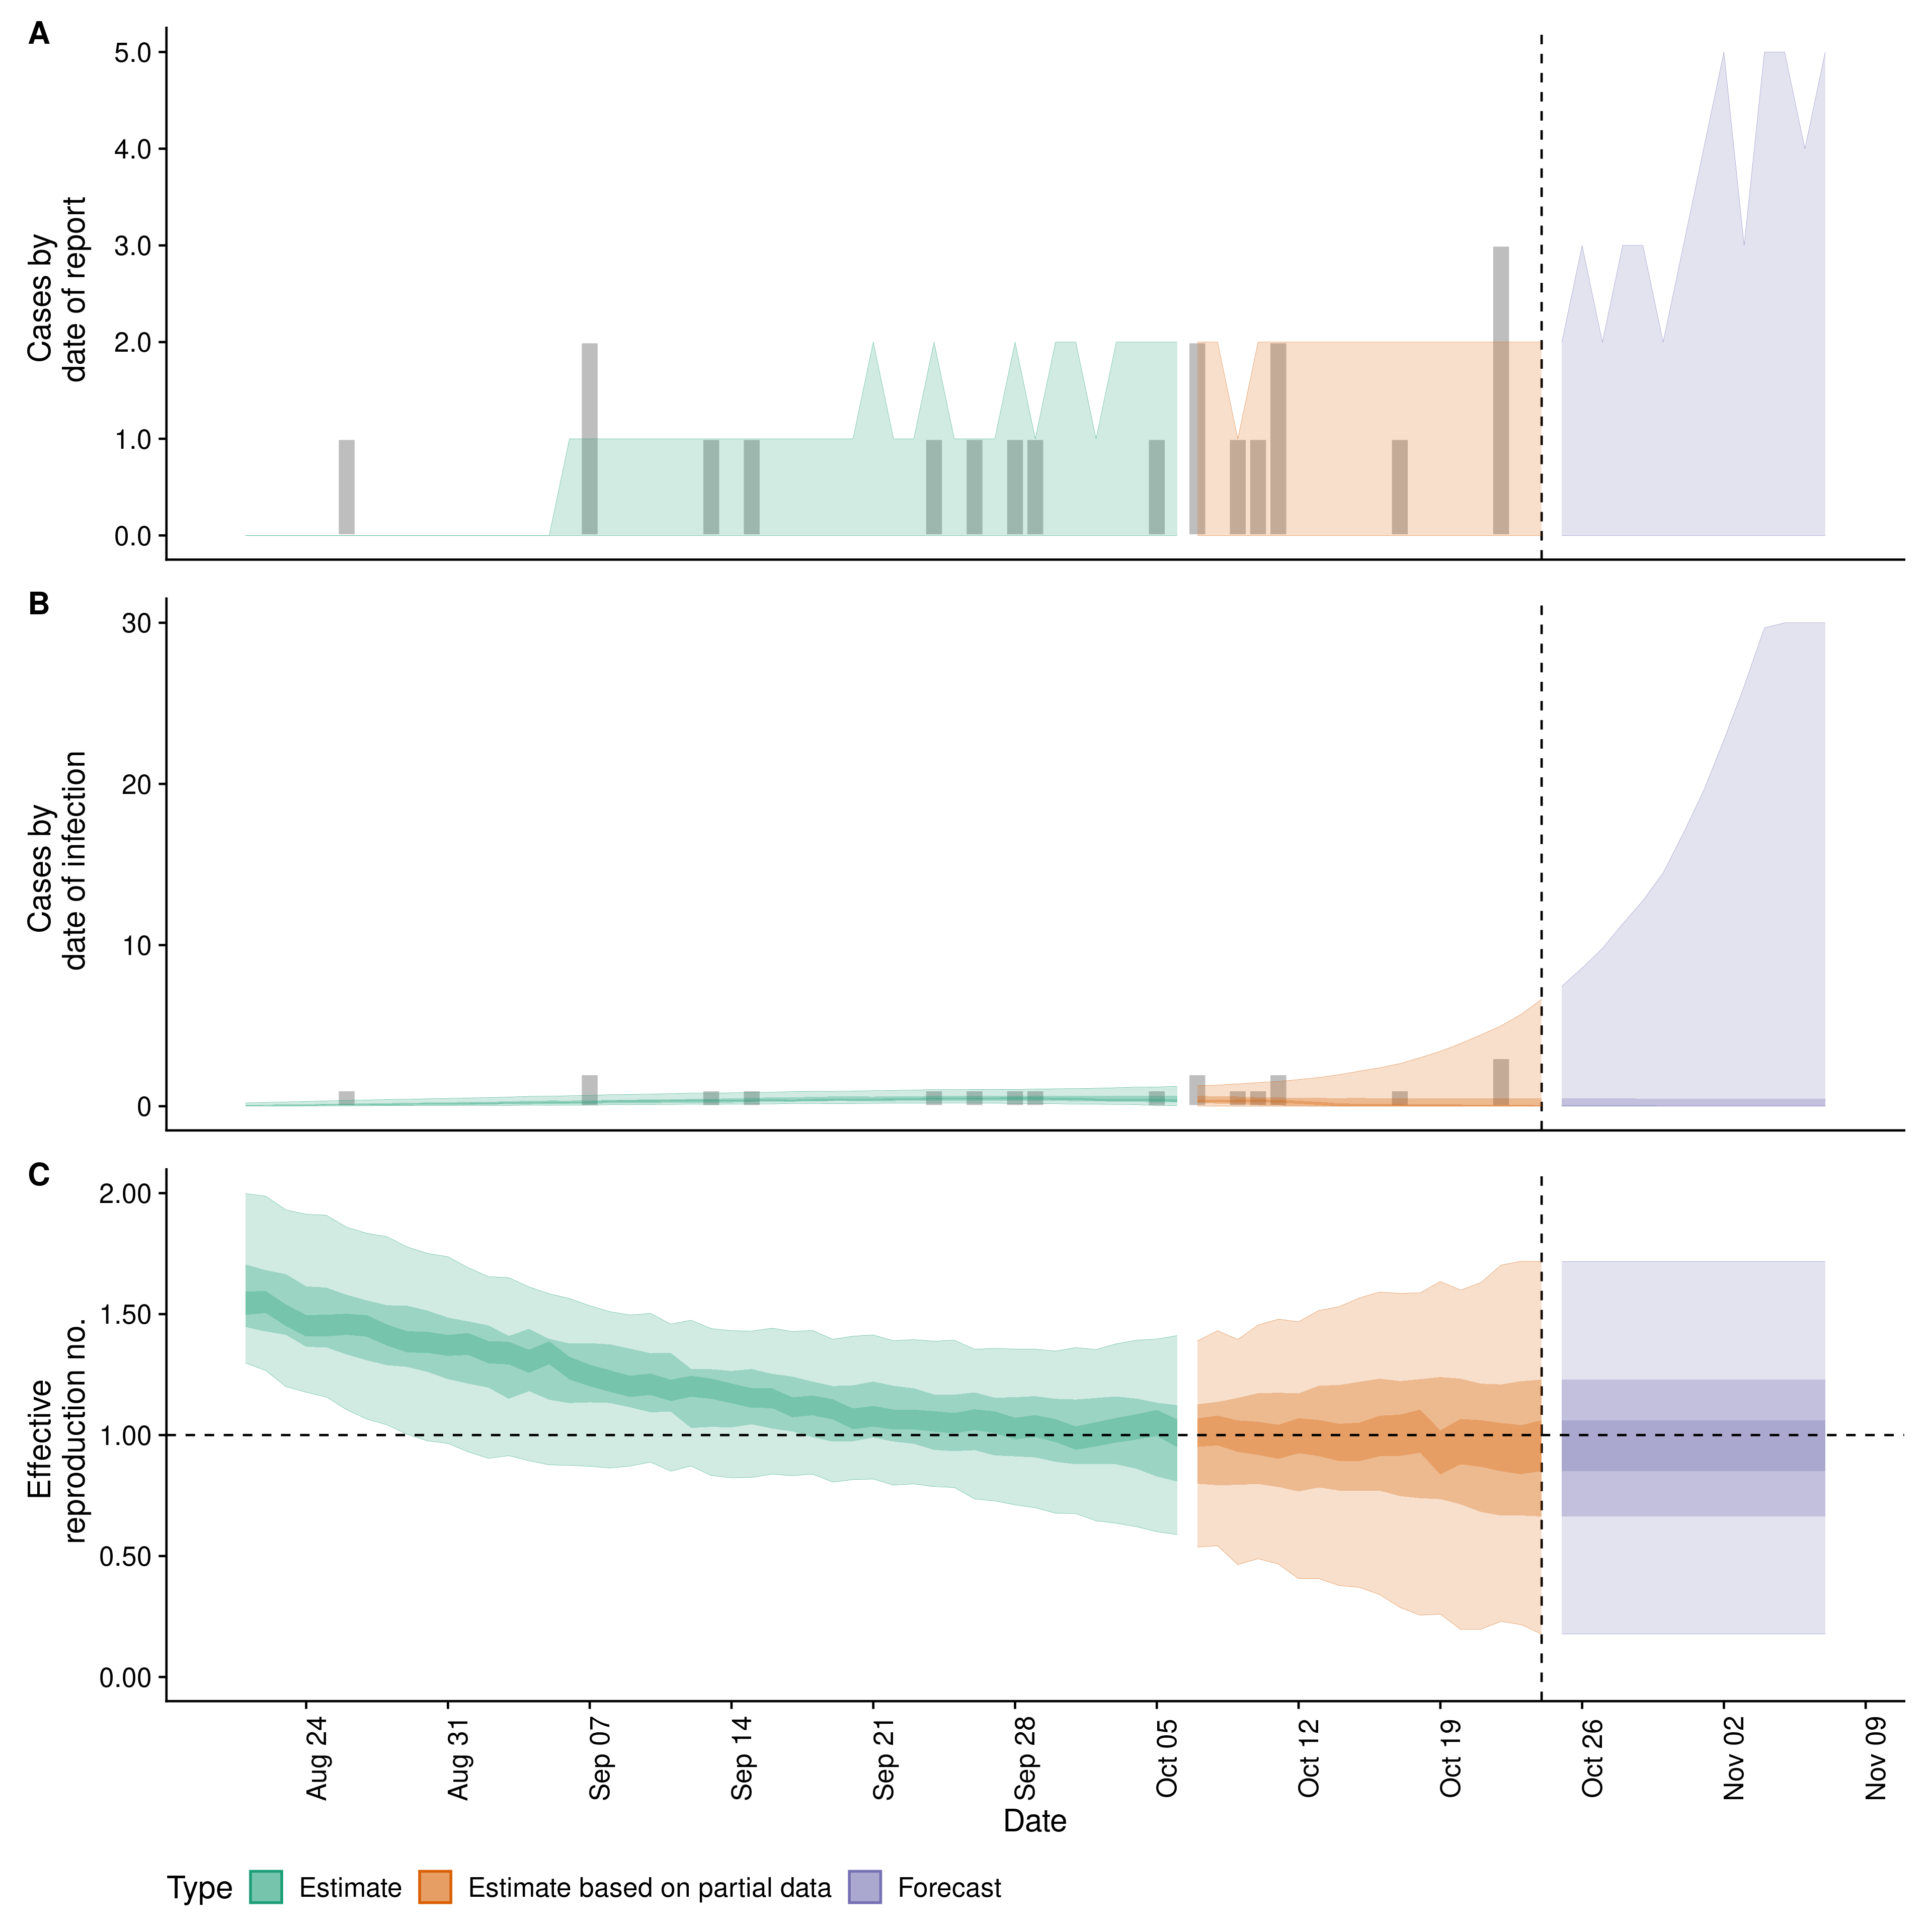 A
5.0
4.0
3.0
2.0
1.0
0.0
Cases by
date of report
B
30
20
10
0
Cases by
date of infection
C
2.00
1.50
1.00
0.50
0.00
Effective
reproduction no.
Aug 24
Aug 31
Sep 07
Sep 14
Sep 21
Sep 28
Oct 05
Oct 12
Oct 19
Oct 26
Nov 02
Nov 09
Date
Type Estimate Estimate based on partial data Forecast